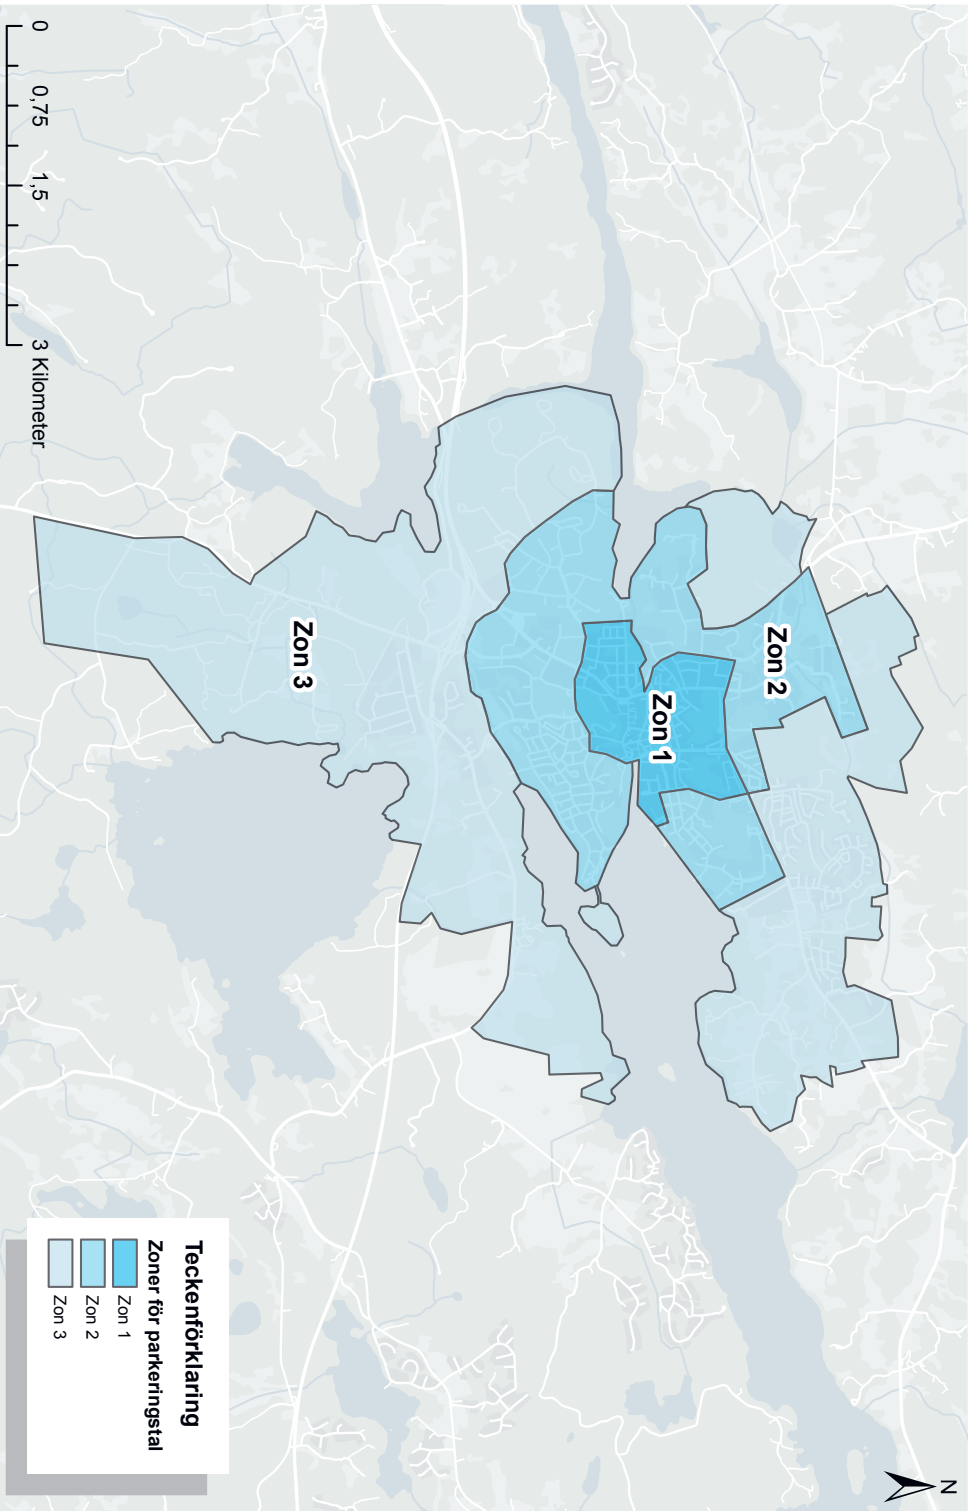 N
Zon 2
Zon 1
Zon 3
Teckenförklaring
Zoner för parkeringstal
Zon 1
Zon 2
Zon 3
0 0,75 1,5 3 Kilometer